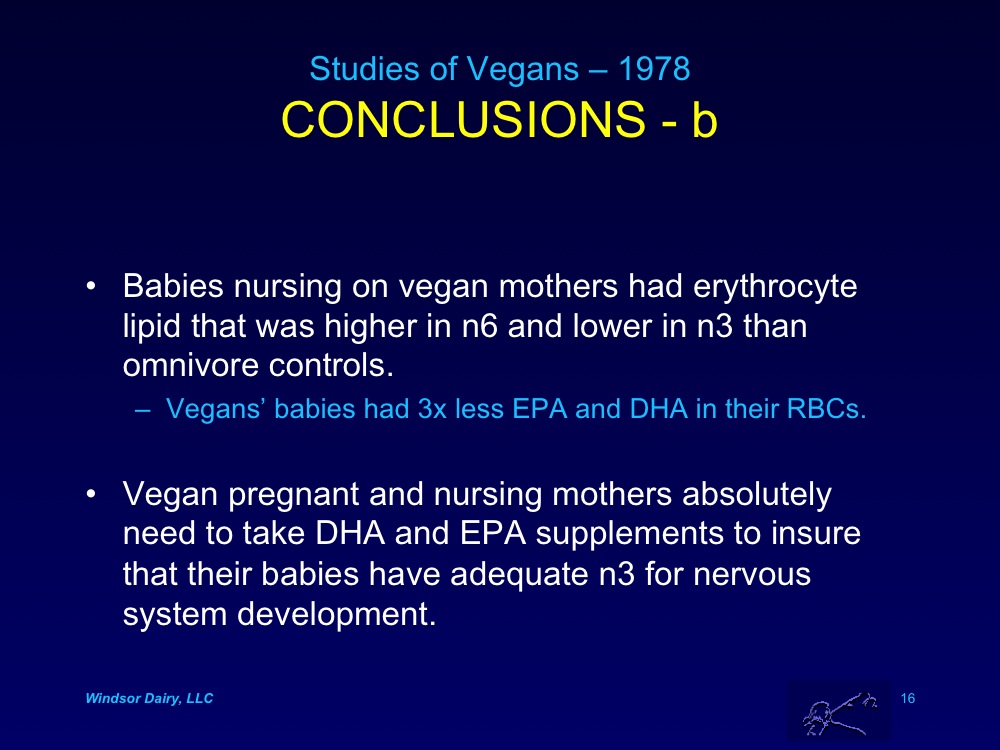 Studies of Vegans – 1978
CONCLUSIONS - b
• Babies nursing on vegan mothers had erythrocyte
lipid that was higher in n6 and lower in n3 than
omnivore controls.
– Vegans’ babies had 3x less EPA and DHA in their RBCs.
• Vegan pregnant and nursing mothers absolutely
need to take DHA and EPA supplements to insure
that their babies have adequate n3 for nervous
system development.
Windsor Dairy, LLC
16